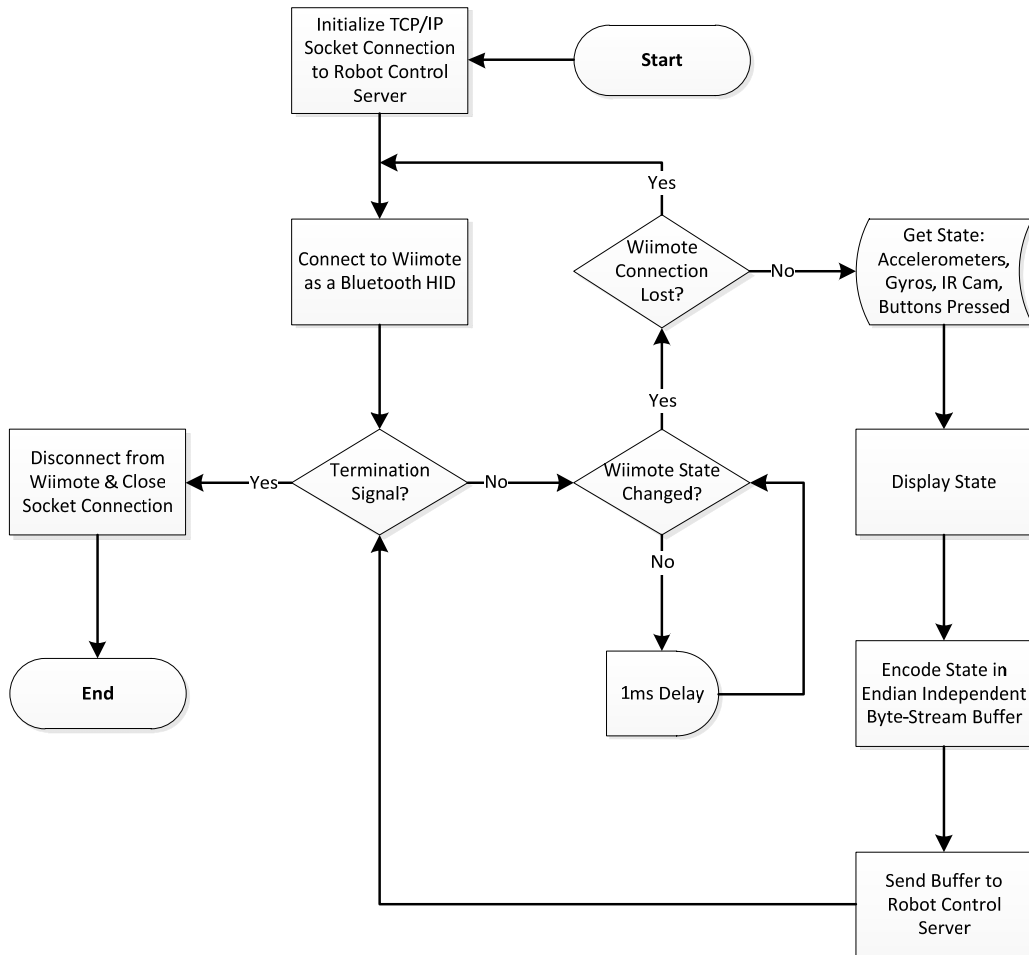 Initialize TCP/IP
Socket Connection
to Robot Control
Server
Start
Yes
Connect to Wiimote
as a Bluetooth HID
Wiimote
Connection
Lost?
No
Get State:
Accelerometers,
Gyros, IR Cam,
Buttons Pressed
Yes
Disconnect from
Wiimote & Close
Socket Connection
Yes
Termination
Signal?
No
Wiimote State
Changed?
Display State
No
End
1ms Delay
Encode State in
Endian Independent
Byte-Stream Buffer
Send Buffer to
Robot Control
Server